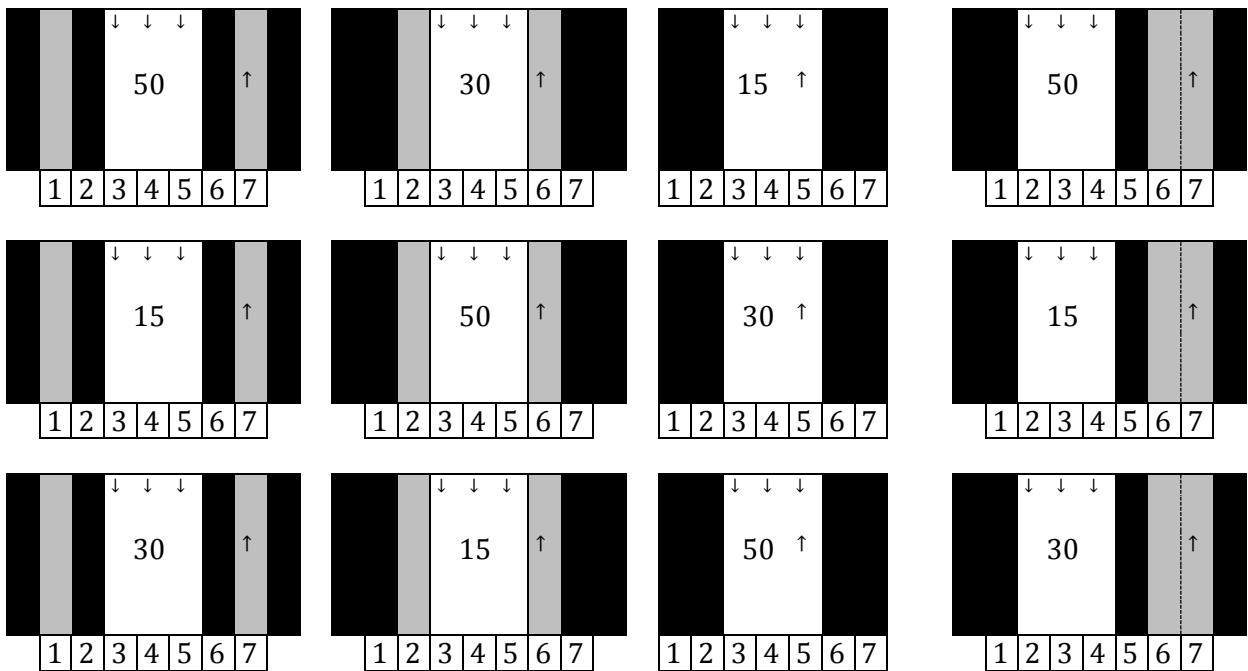 ↓ ↓ ↓ ↓ ↓ ↓ ↓ ↓ ↓ ↓ ↓ ↓
50 ↑ 30 ↑ 15 ↑ 50 ↑
1 2 3 4 5 6 7 1 2 3 4 5 6 7 1 2 3 4 5 6 7 1 2 3 4 5 6 7
↓ ↓ ↓ ↓ ↓ ↓ ↓ ↓ ↓ ↓ ↓ ↓
15 ↑ 50 ↑ 30 ↑ 15 ↑
1 2 3 4 5 6 7 1 2 3 4 5 6 7 1 2 3 4 5 6 7 1 2 3 4 5 6 7
↓ ↓ ↓ ↓ ↓ ↓ ↓ ↓ ↓ ↓ ↓ ↓
30 ↑ 15 ↑ 50 ↑ 30 ↑
1 2 3 4 5 6 7 1 2 3 4 5 6 7 1 2 3 4 5 6 7 1 2 3 4 5 6 7